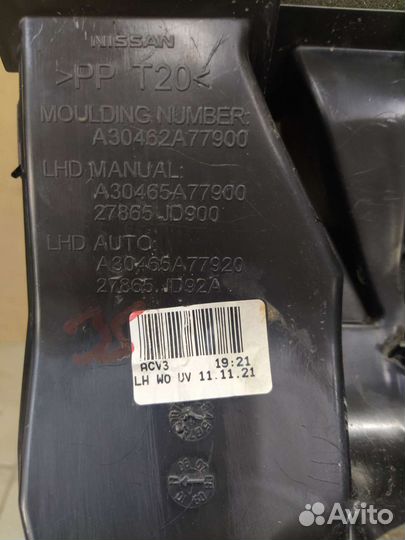 NISSAN
>PP T20<
MOULDING NUMBER:
A30462A77900
LHD MANUAL:
A30465A77900
27865 JD900
LHD AUTO:
A30465A77920
27865 JD92A
ACV3 19:21
LH WO UV 11.11.21
Avito